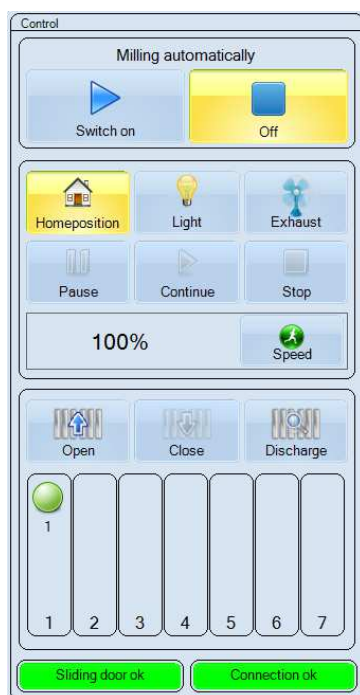 Control
Milling automatically
Switch on Off
Homeposition Light Exhaust
Pause Continue Stop
100% Speed
Open Close Discharge
1
1 2 3 4 5 6 7
Sliding door ok Connection ok